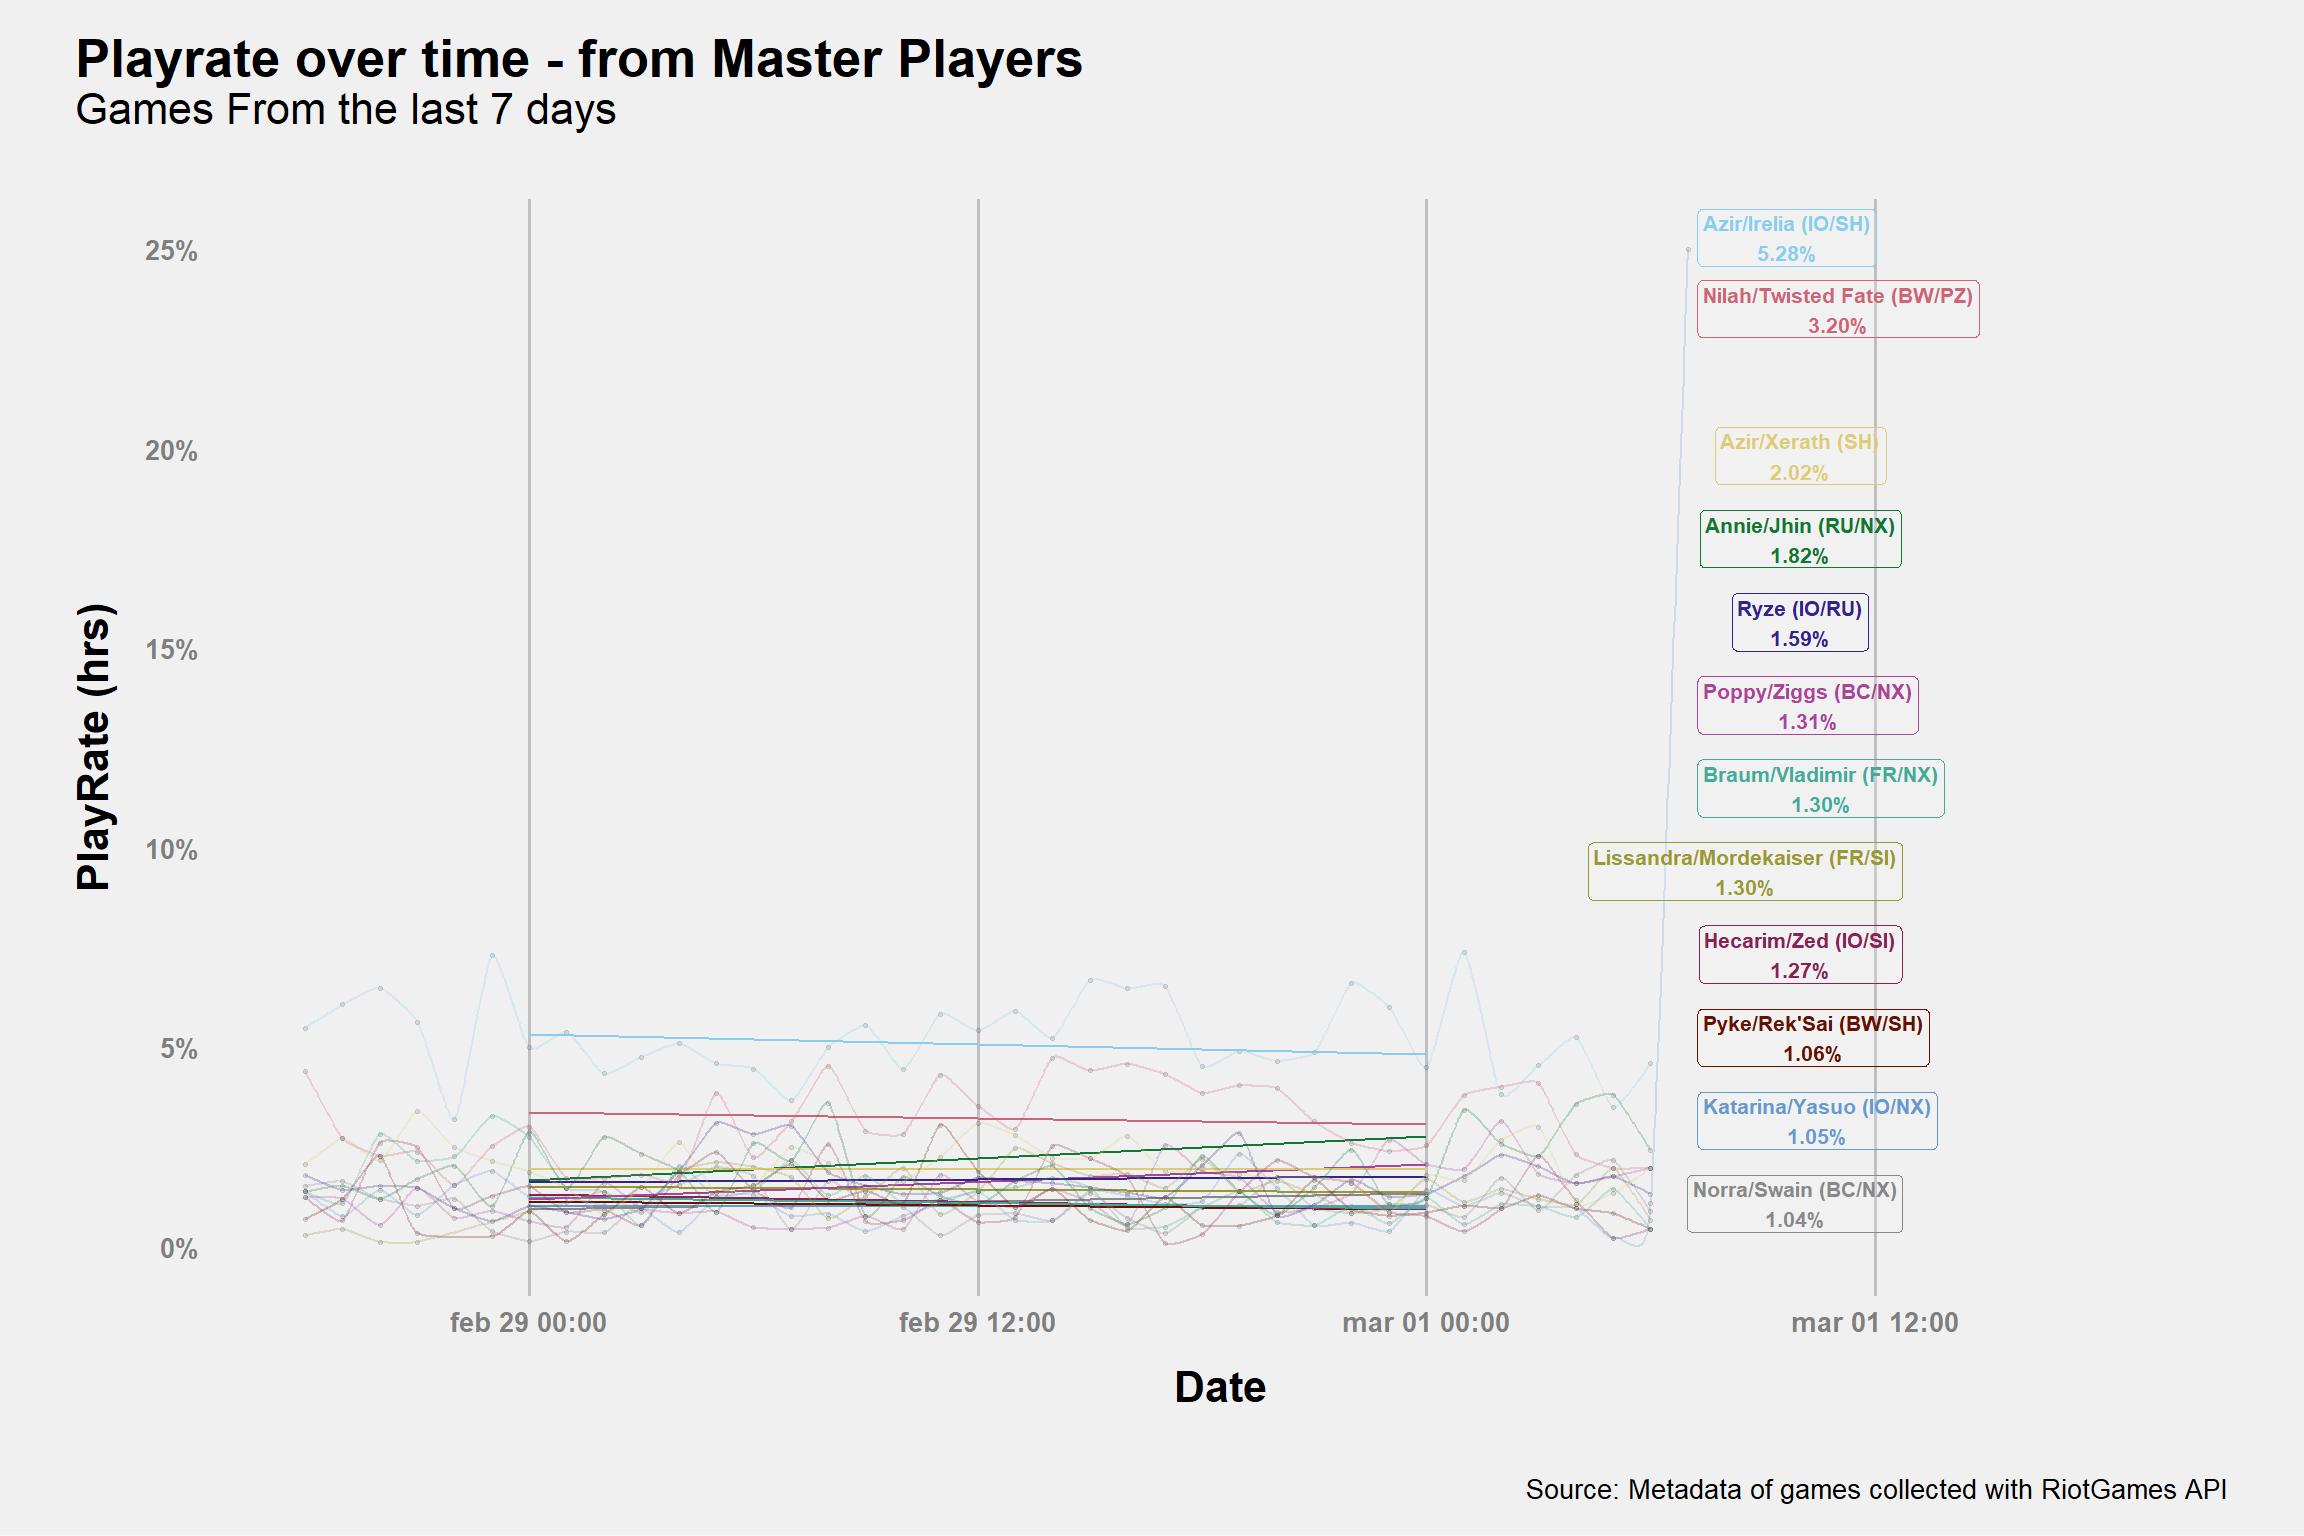 Playrate over time - from Master Players
Games From the last 7 days
PlayRate (hrs)
25%
20%
15%
10%
5%
0%
Azir/Irelia (IO/SH)
5.28%
Nilah/Twisted Fate (BW/PZ)
3.20%
Azir/Xerath (SH)
2.02%
Annie/Jhin (RU/NX)
1.82%
Ryze (IO/RU)
1.59%
Poppy/Ziggs (BC/NX)
1.31%
Braum/Vladimir (FR/NX)
1.30%
Lissandra/Mordekaiser (FR/SI)
1.30%
Hecarim/Zed (IO/SI)
1.27%
Pyke/Rek'Sai (BW/SH)
1.06%
Katarina/Yasuo (IO/NX)
1.05%
Norra/Swain (BC/NX)
1.04%
feb 29 00:00
feb 29 12:00
mar 01 00:00
mar 01 12:00
Date
Source: Metadata of games collected with RiotGames API